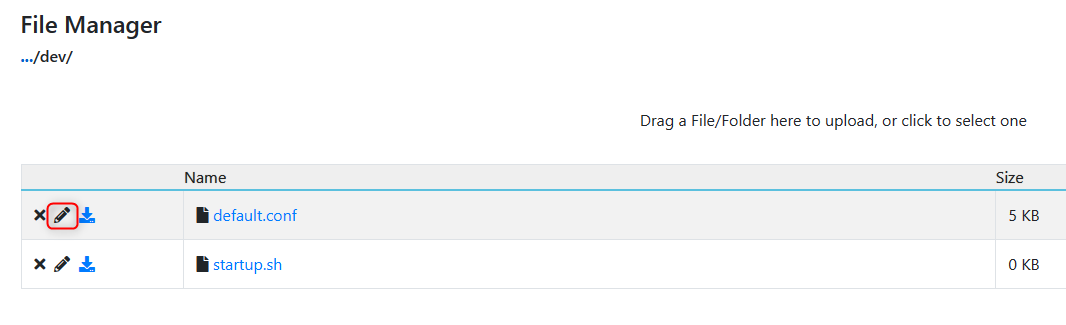 File Manager
.../dev/
Drag a File/Folder here to upload, or click to select one
Name Size
default.conf 5 KB
startup.sh 0 KB